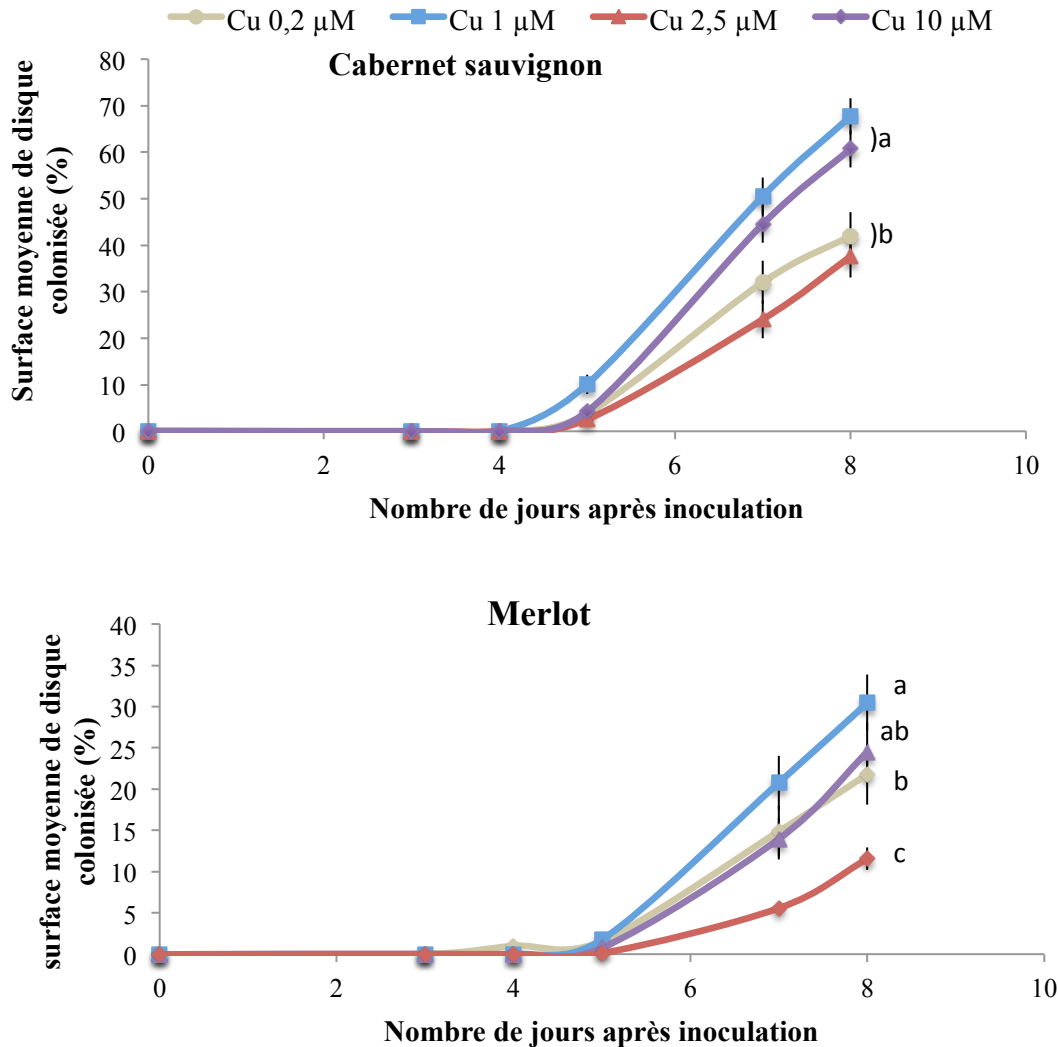 Cu 0,2 µM Cu 1 µM Cu 2,5 µM Cu 10 µM
Cabernet sauvignon
Surface moyenne de disque
colonisée (%)
80
70
60
50
40
30
20
10
0
)a
)b
0 2 4 6 8 10
Nombre de jours après inoculation
Merlot
surface moyenne de disque
colonisée (%)
40
35
30
25
20
15
10
5
0
a
ab
b
c
0 2 4 6 8 10
Nombre de jours après inoculation